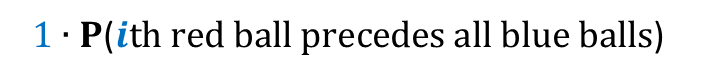 1 · P(ith red ball precedes all blue balls)